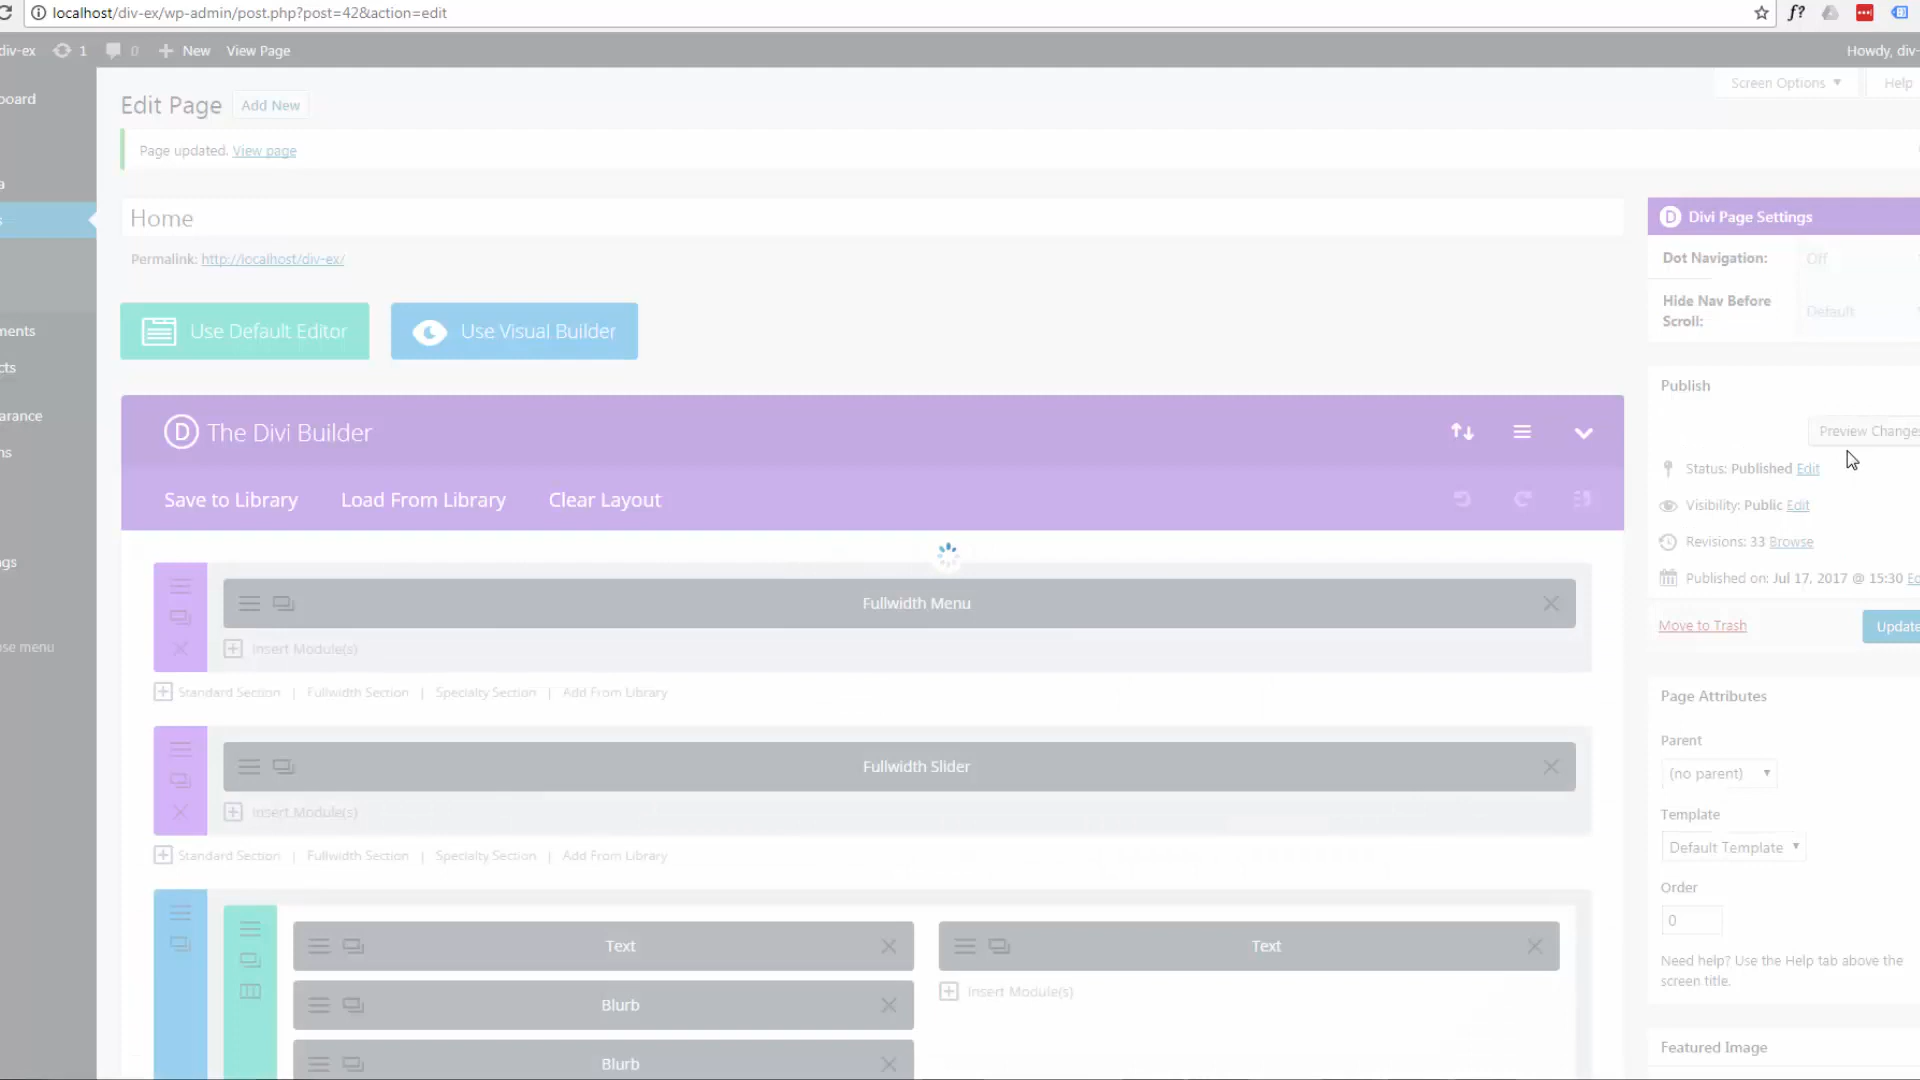 localhost/div-ex/wp-admin/post.php?post=42&action=edit
f?
div-ex 1 0 New View Page
Howdy, div-
Screen Options Help
board
Edit Page Add New
Page updated. View page
a
s
Home
Permalink: http://localhost/div-ex/
Use Default Editor Use Visual Builder
ments
cts
arance
ns
gs
se menu
D The Divi Builder
Save to Library Load From Library Clear Layout
Fullwidth Menu
Insert Module(s)
Standard Section | Fullwidth Section | Specialty Section | Add From Library
Fullwidth Slider
Insert Module(s)
Standard Section | Fullwidth Section | Specialty Section | Add From Library
Text
Blurb
Blurb
Text
Insert Module(s)
D Divi Page Settings
Dot Navigation: Off
Hide Nav Before
Scroll:
Default
Publish
Preview Changes
Status: Published Edit
Visibility: Public Edit
Revisions: 33 Browse
Published on: Jul 17, 2017 @ 15:30 Ed
Move to Trash
Update
Page Attributes
Parent
(no parent)
Template
Default Template
Order
0
Need help? Use the Help tab above the
screen title.
Featured Image